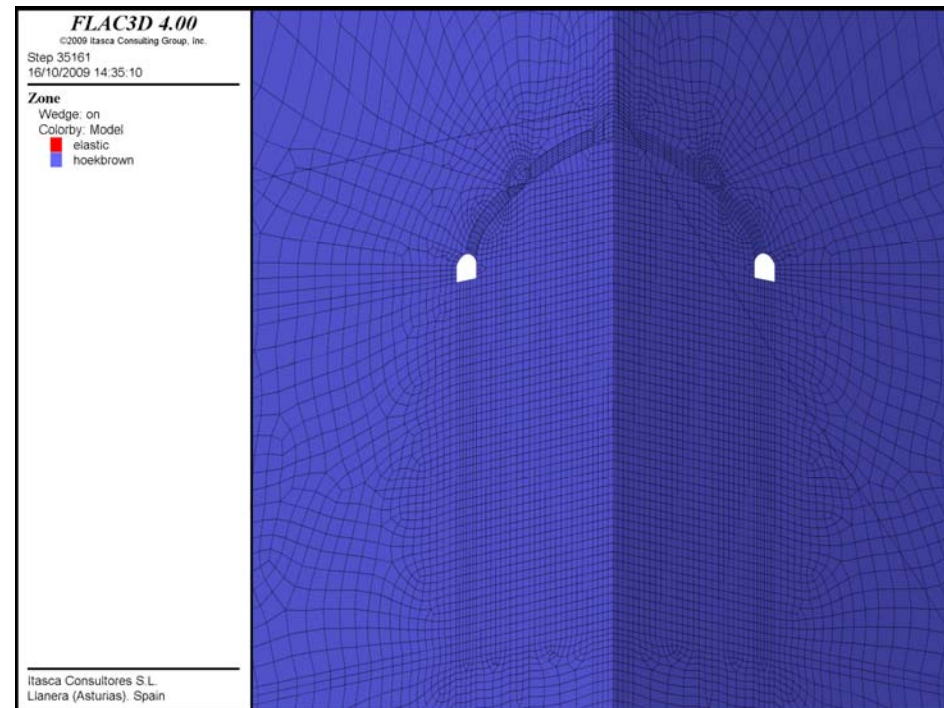 FLAC3D 4.00
©2009 Itasca Consulting Group, Inc.
Step 35161
16/10/2009 14:35:10
Zone
Wedge: on
Colorby: Model
elastic
hoekbrown
Itasca Consultores S.L.
Llanera (Asturias). Spain